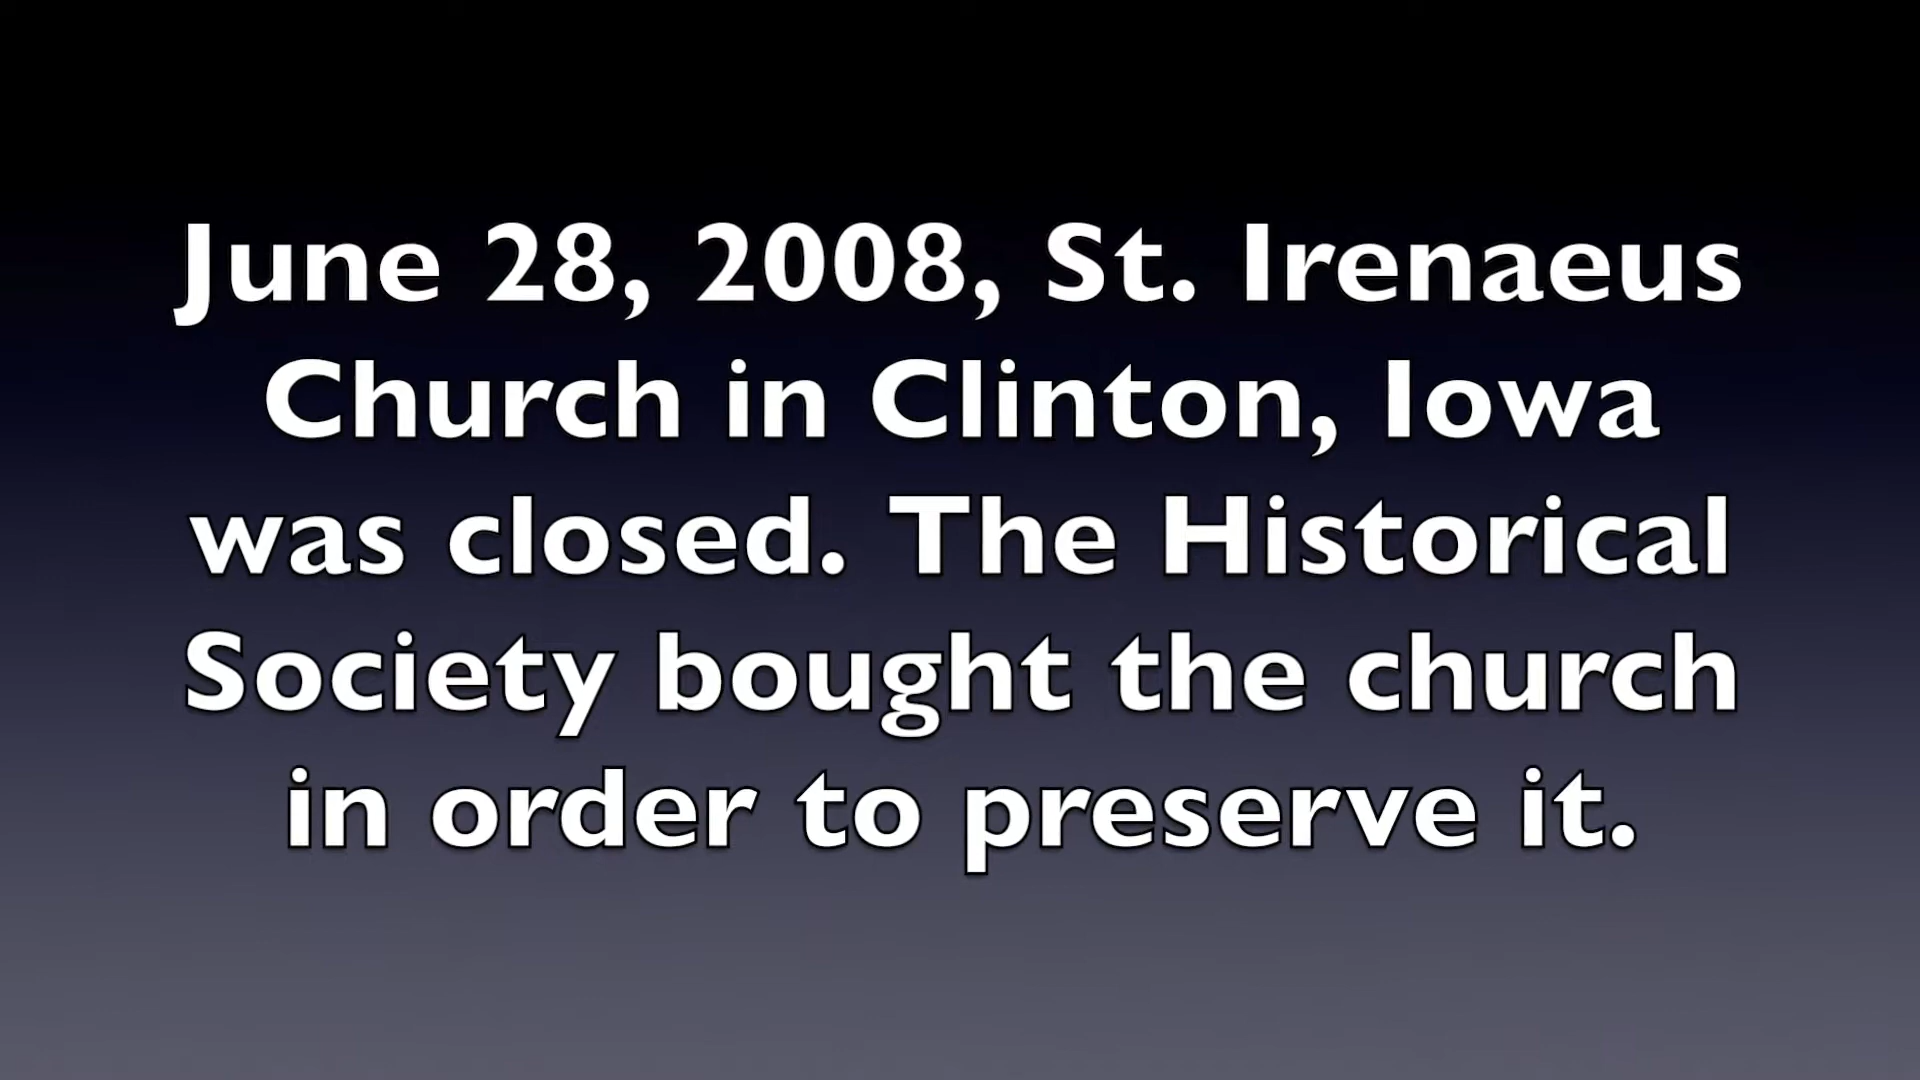 June 28, 2008, St. Irenaeus
Church in Clinton, Iowa
was closed. The Historical
Society bought the church
in order to preserve it.